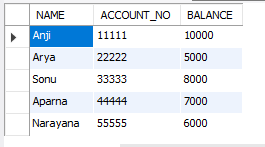 NAME ACCOUNT_NO BALANCE
Anji 11111 10000
Arya 22222 5000
Sonu 33333 8000
Aparna 44444 7000
Narayana 55555 6000